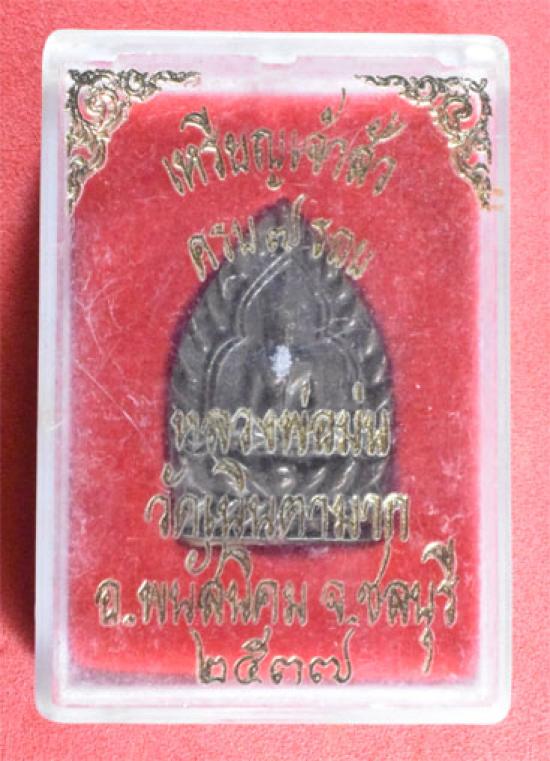 เหรียญเจ้าสัว
ครบ ๗ รอบ
หลวงพ่อม่น
วัดเนินตามาก
อ.พนัสนิคม จ.ชลบุรี
๒๕๓๗